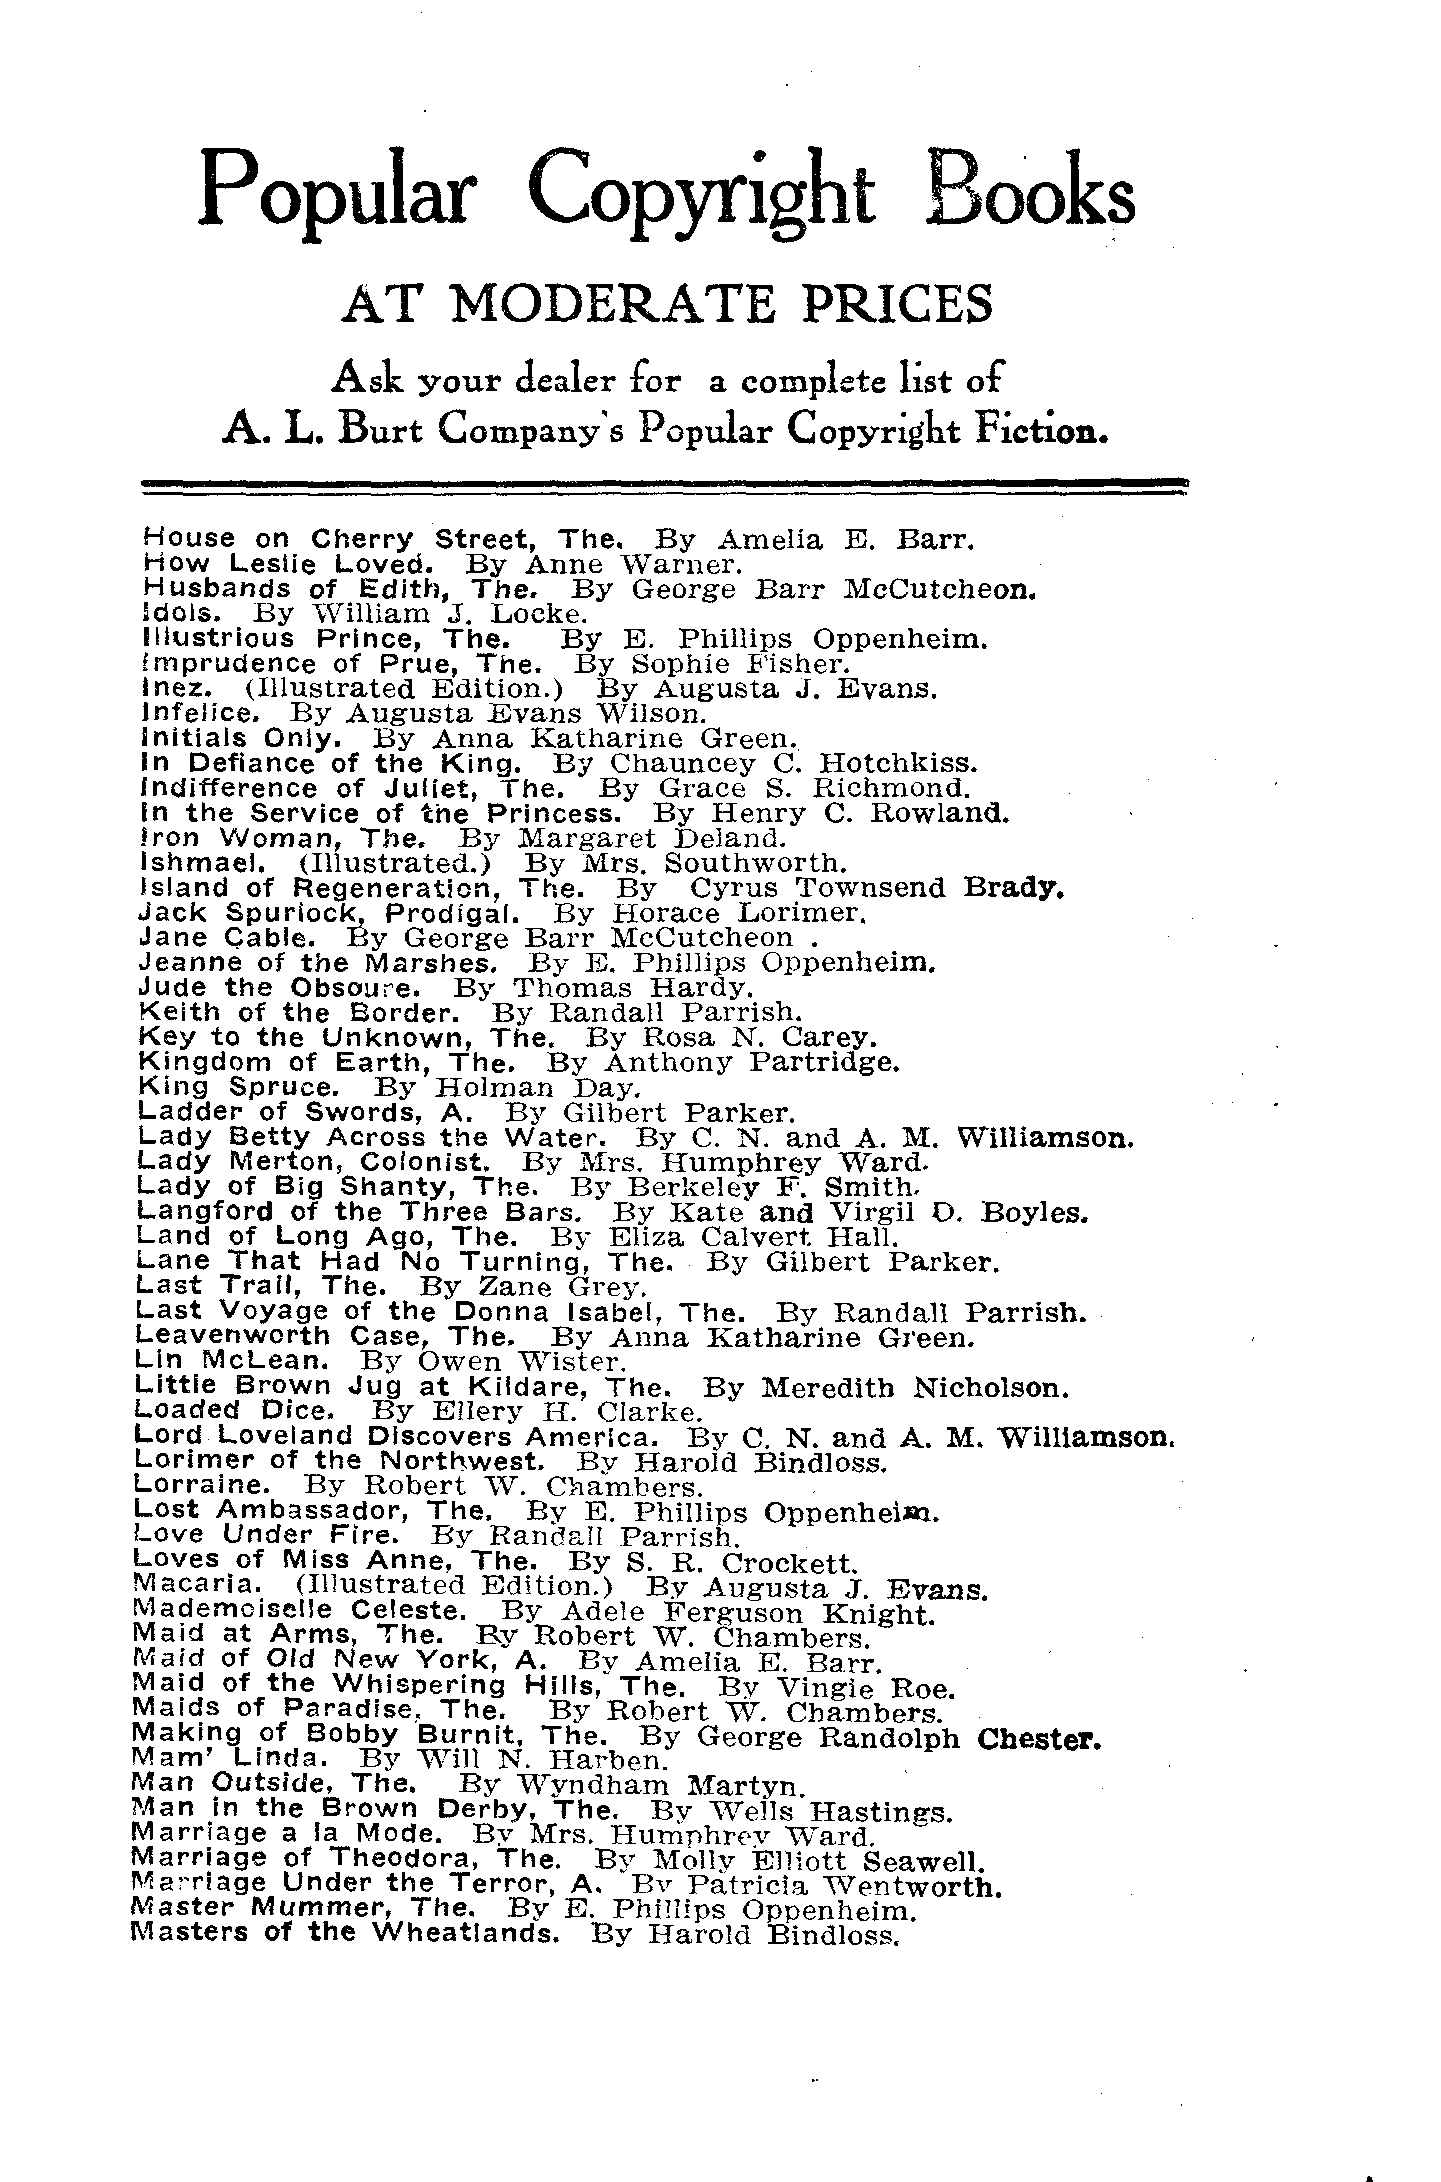 Popular Copyright Books
AT MODERATE PRICES
Ask your dealer for a complete list of
A. L. Burt Company's Popular Copyright Fiction.
House on Cherry Street, The. By Amelia E. Barr.
How Leslie Loved. By Anne Warner.
Husbands of Edith, The. By George Barr McCutcheon.
Idols. By William J. Locke.
Illustrious Prince, The. By E. Phillips Oppenheim.
Imprudence of Prue, The. By Sophie Fisher.
Inez. (Illustrated Edition.) By Augusta J. Evans.
Infelice. By Augusta Evans Wilson.
Initials Only. By Anna Katharine Green.
In Defiance of the King. By Chauncey C. Hotchkiss.
Indifference of Juliet, The. By Grace S. Richmond.
In the Service of the Princess. By Henry C. Rowland.
Iron Woman, The. By Margaret Deland.
Ishmael. (Illustrated.) By Mrs. Southworth.
Island of Regeneration, The. By Cyrus Townsend Brady.
Jack Spurlock, Prodigal. By Horace Lorimer.
Jane Cable. By George Barr McCutcheon .
Jeanne of the Marshes. By E. Phillips Oppenheim.
Jude the Obsoure. By Thomas Hardy.
Keith of the Border. By Randall Parrish.
Key to the Unknown, The. By Rosa N. Carey.
Kingdom of Earth, The. By Anthony Partridge.
King Spruce. By Holman Day.
Ladder of Swords, A. By Gilbert Parker.
Lady Betty Across the Water. By C. N. and A. M. Williamson.
Lady Merton, Colonist. By Mrs. Humphrey Ward.
Lady of Big Shanty, The. By Berkeley F. Smith.
Langford of the Three Bars. By Kate and Virgil D. Boyles.
Land of Long Ago, The. By Eliza Calvert Hall.
Lane That Had No Turning, The. By Gilbert Parker.
Last Trail, The. By Zane Grey.
Last Voyage of the Donna Isabel, The. By Randall Parrish.
Leavenworth Case, The. By Anna Katharine Green.
Lin McLean. By Owen Wister.
Little Brown Jug at Kildare, The. By Meredith Nicholson.
Loaded Dice. By Ellery H. Clarke.
Lord Loveland Discovers America. By C. N. and A. M. Williamson.
Lorimer of the Northwest. By Harold Bindloss.
Lorraine. By Robert W. Chambers.
Lost Ambassador, The. By E. Phillips Oppenheim.
Love Under Fire. By Randall Parrish.
Loves of Miss Anne, The. By S. R. Crockett.
Macaria. (Illustrated Edition.) By Augusta J. Evans.
Mademoiselle Celeste. By Adele Ferguson Knight.
Maid at Arms, The. By Robert W. Chambers.
Maid of Old New York, A. By Amelia E. Barr.
Maid of the Whispering Hills, The. By Vingie Roe.
Maids of Paradise, The. By Robert W. Chambers.
Making of Bobby Burnit, The. By George Randolph Chester.
Mam' Linda. By Will N. Harben.
Man Outside, The. By Wyndham Martyn.
Man in the Brown Derby, The. By Wells Hastings.
Marriage a la Mode. By Mrs. Humphrey Ward.
Marriage of Theodora, The. By Molly Elliott Seawell.
Marriage Under the Terror, A. By Patricia Wentworth.
Master Mummer, The. By E. Phillips Oppenheim.
Masters of the Wheatlands. By Harold Bindloss.